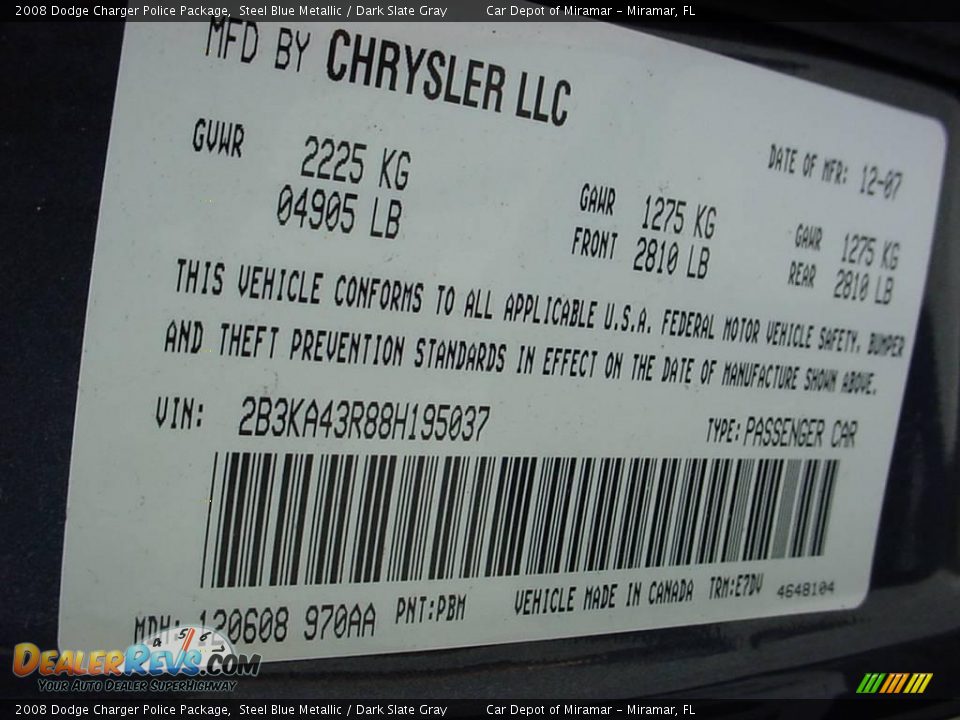 2008 Dodge Charger Police Package, Steel Blue Metallic / Dark Slate Gray Car Depot of Miramar - Miramar, FL
MFD BY CHRYSLER LLC
DATE OF MFR: 12-07
GVWR 2225 KG
04905 LB
GAWR 1275 KG
FRONT 2810 LB
GAWR 1275 KG
REAR 2810 LB
THIS VEHICLE CONFORMS TO ALL APPLICABLE U.S.A. FEDERAL MOTOR VEHICLE SAFETY, BUMPER
AND THEFT PREVENTION STANDARDS IN EFFECT ON THE DATE OF MANUFACTURE SHOWN ABOVE.
VIN: 2B3KA43R88H195037
TYPE: PASSENGER CAR
MDH: 120608 970AA PNT:PBM VEHICLE MADE IN CANADA TRM:E7DV 4648104
4 5 6 7
DEALERREVS.COM
YOUR AUTO DEALER SUPERHIGHWAY
2008 Dodge Charger Police Package, Steel Blue Metallic / Dark Slate Gray Car Depot of Miramar - Miramar, FL